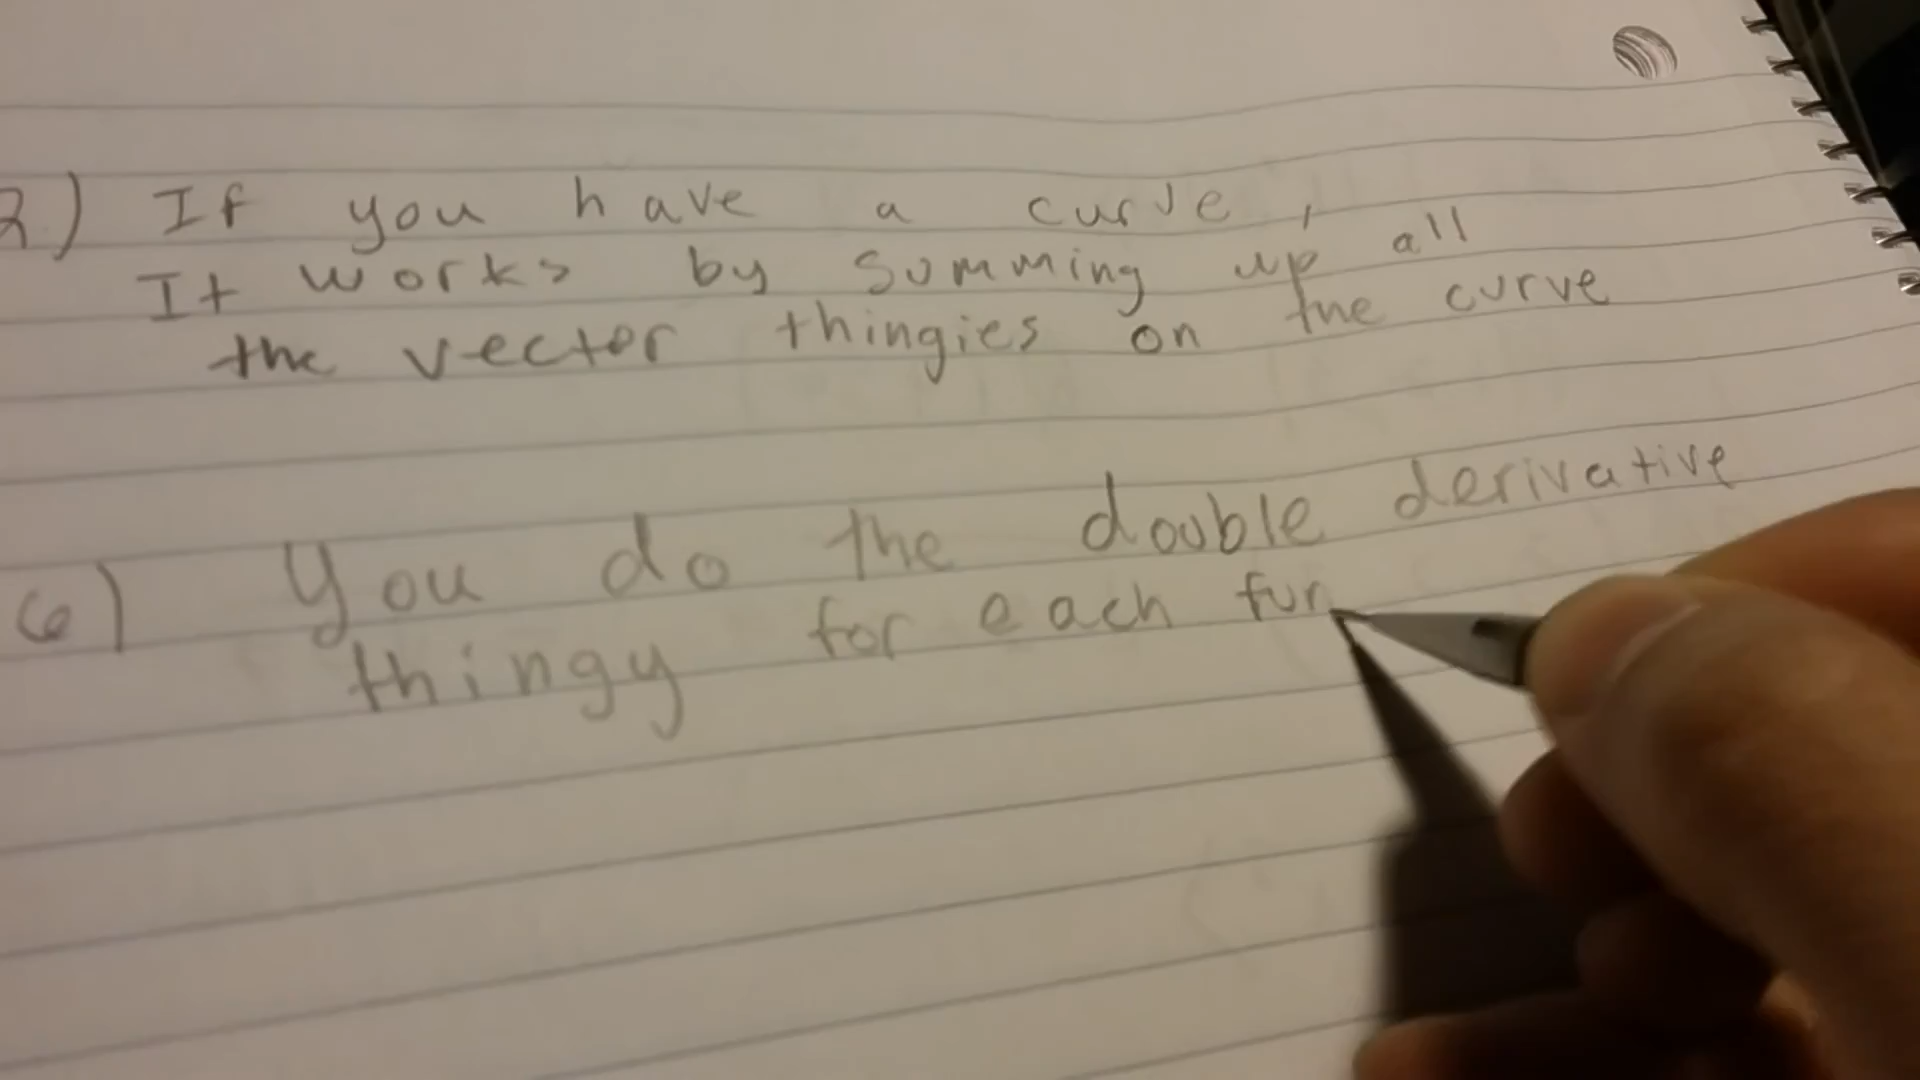 2) If you have a curve,
It works by summing up all
the vector thingies on the curve
6) You do the double derivative
thingy for each fun